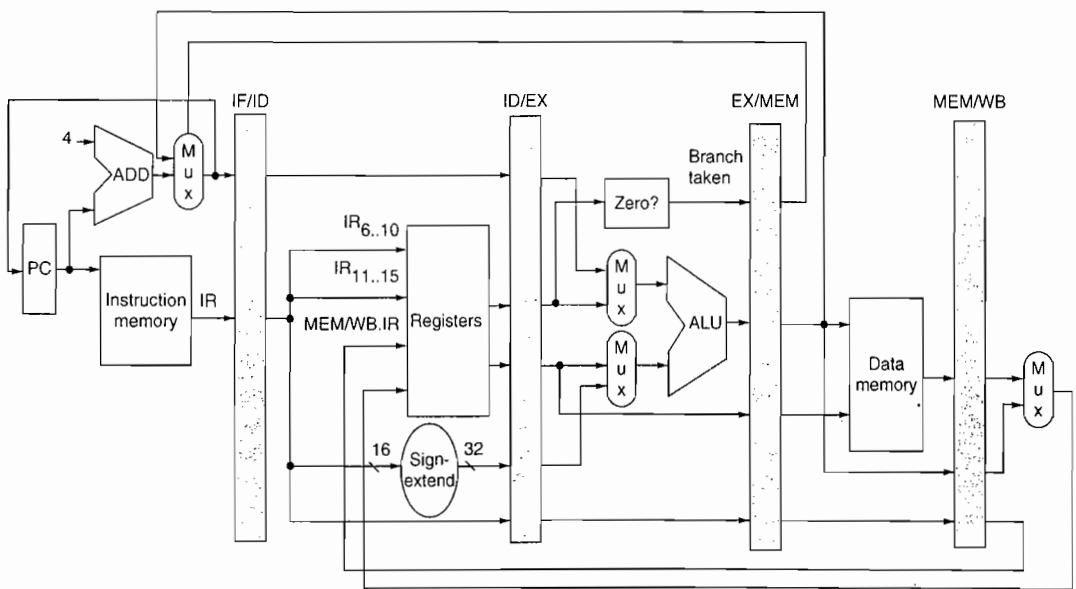 IF/ID
ID/EX
EX/MEM
MEM/WB
4
ADD
M
u
x
Branch
taken
Zero?
IR6..10
IR11..15
PC
Instruction
memory
IR
MEM/WB.IR
Registers
M
u
x
ALU
M
u
x
Data
memory
M
u
x
16
Sign-
extend
32